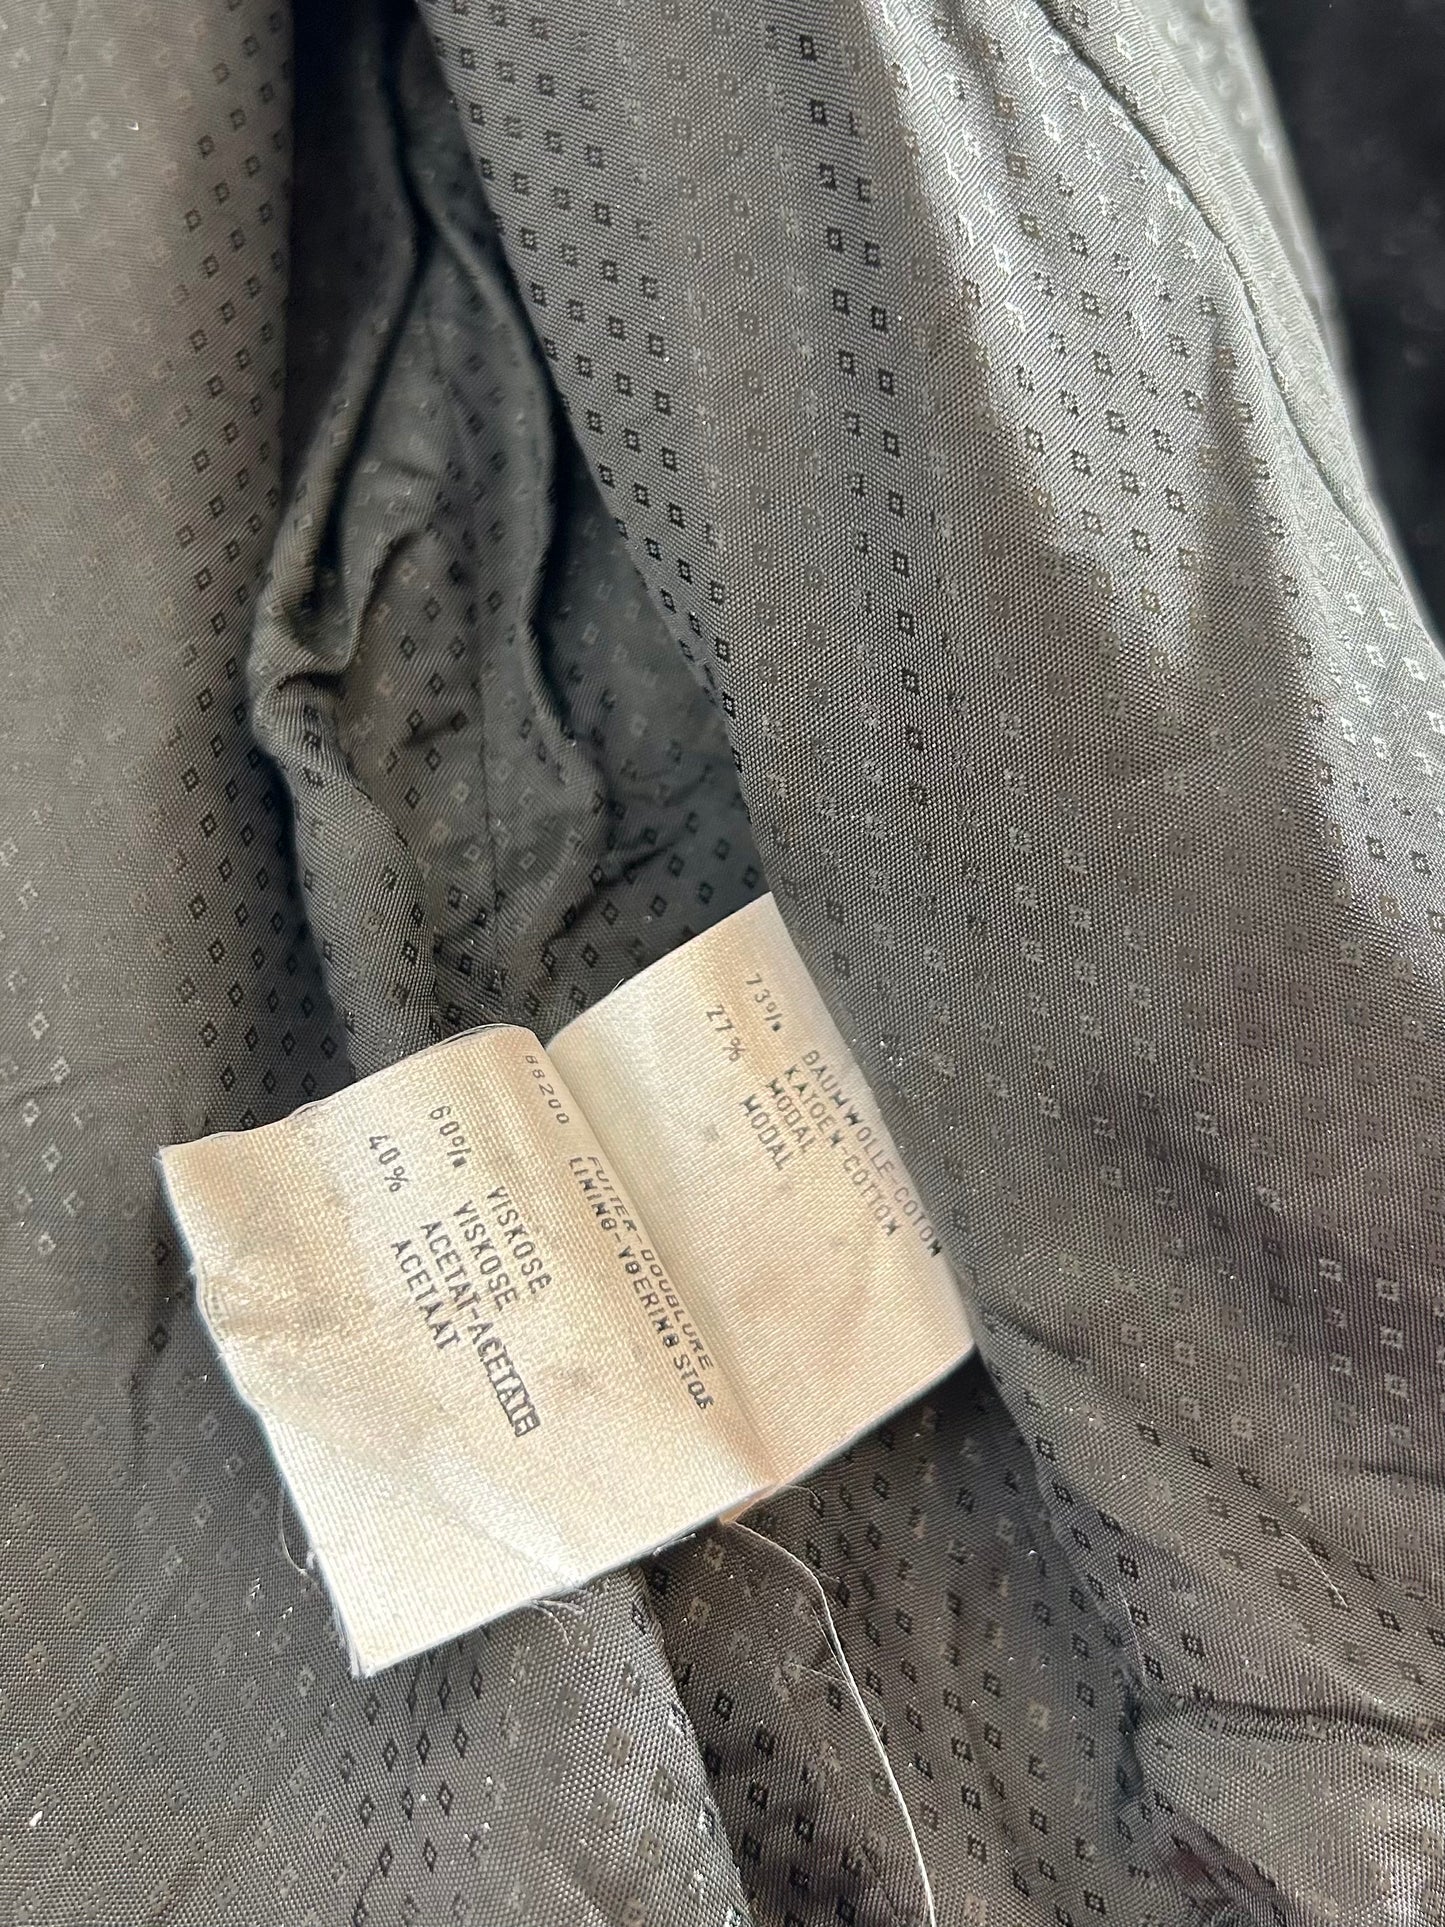 73% BAUMWOLLE-COTON
KATOEN-COTTON
27% MODAL
MODAL
88200
FUTTER-DOUBLURE
LINING-VOERING STOF
60% VISKOSE
VISKOSE
40% ACETAT-ACETATE
ACETAAT